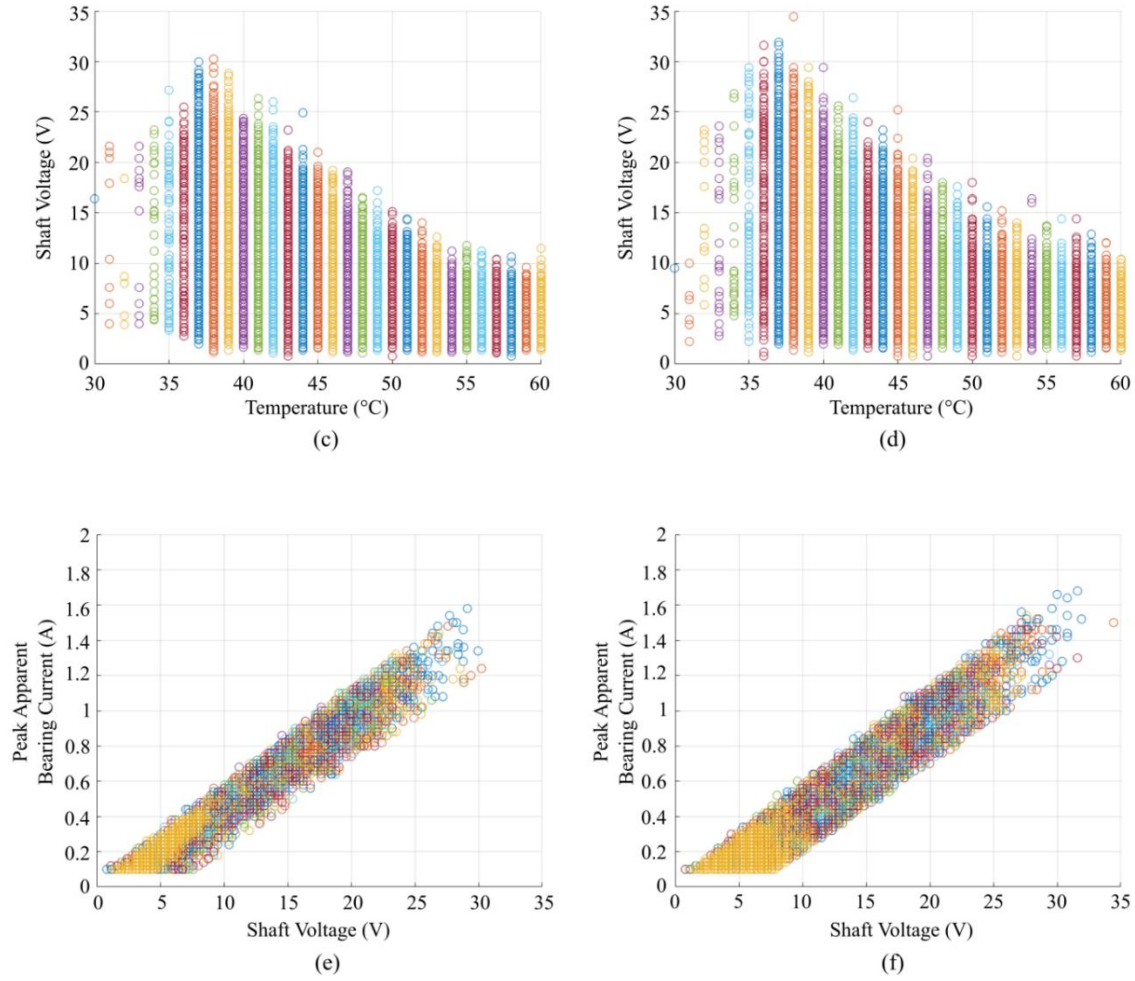 35
30
25
20
15
10
5
0
Shaft Voltage (V)
30 35 40 45 50 55 60
Temperature (°C)
(c)
35
30
25
20
15
10
5
0
Shaft Voltage (V)
30 35 40 45 50 55 60
Temperature (°C)
(d)
2
1.8
1.6
1.4
1.2
1
0.8
0.6
0.4
0.2
0
Peak Apparent
Bearing Current (A)
0 5 10 15 20 25 30 35
Shaft Voltage (V)
(e)
2
1.8
1.6
1.4
1.2
1
0.8
0.6
0.4
0.2
0
Peak Apparent
Bearing Current (A)
0 5 10 15 20 25 30 35
Shaft Voltage (V)
(f)